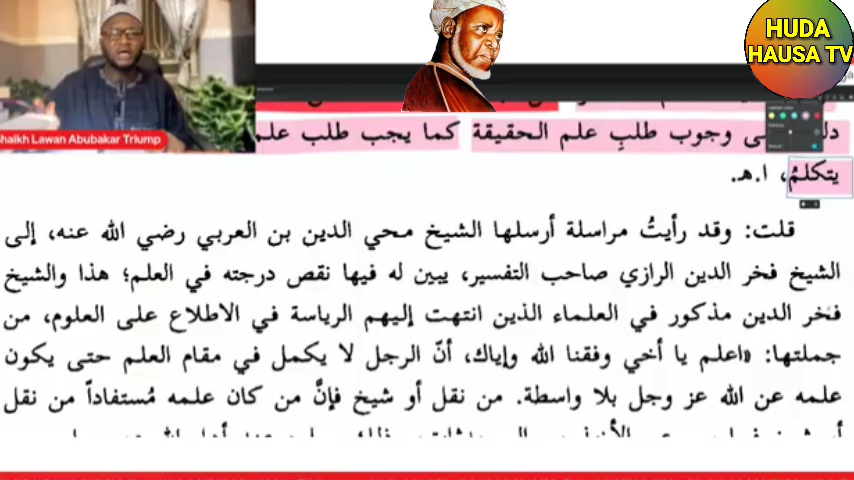 HUDA
HAUSA TV
Shaikh Lawan Abubakar Triump
وجوب طلبِ علم الحقيقة كما يجب طلب علم
يتكلمُ، ا.هـ.
قلت: وقد رأيتُ مراسلة أرسلها الشيخ محي الدين بن العربي رضي الله عنه، إلى
الشيخ فخر الدين الرازي صاحب التفسير، يبين له فيها نقص درجته في العلم؛ هذا والشيخ
فخر الدين مذكور في العلماء الذين انتهت إليهم الرياسة في الاطلاع على العلوم، من
جملتها: «اعلم يا أخي وفقنا الله وإياك، أنّ الرجل لا يكمل في مقام العلم حتى يكون
علمه عن الله عز وجل بلا واسطة. من نقل أو شيخ فإنَّ من كان علمه مُستفاداً من نقل